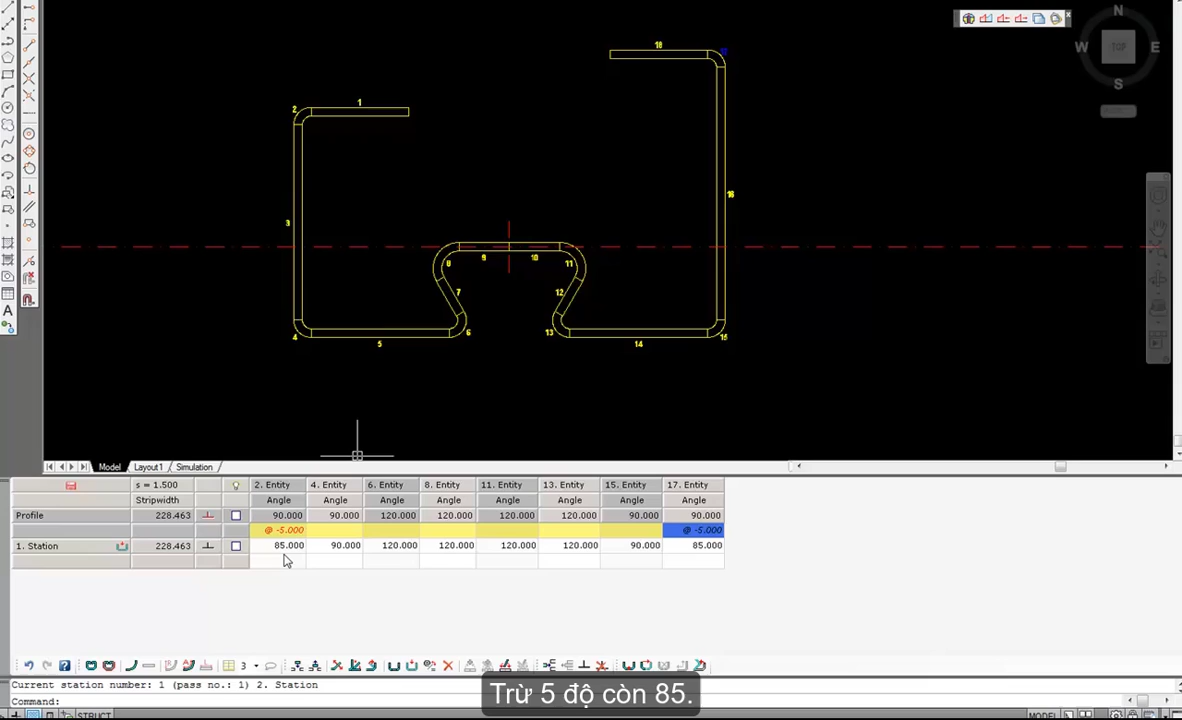 N
W TOP E
S
18
1
2
3
16
8 9 10 11
7 12
6 13
4 5 14 15
Model Layout1 Simulation
s = 1.500 2. Entity 4. Entity 6. Entity 8. Entity 11. Entity 13. Entity 15. Entity 17. Entity
Stripwidth Angle Angle Angle Angle Angle Angle Angle Angle
Profile 228.463 90.000 90.000 120.000 120.000 120.000 120.000 90.000 90.000
@ -5.000 @ -5.000
1. Station 228.463 85.000 90.000 120.000 120.000 120.000 120.000 90.000 85.000
3
Current station number: 1 (pass no.: 1) 2. Station
Trừ 5 độ còn 85.
Command:
STRUCT MODEL